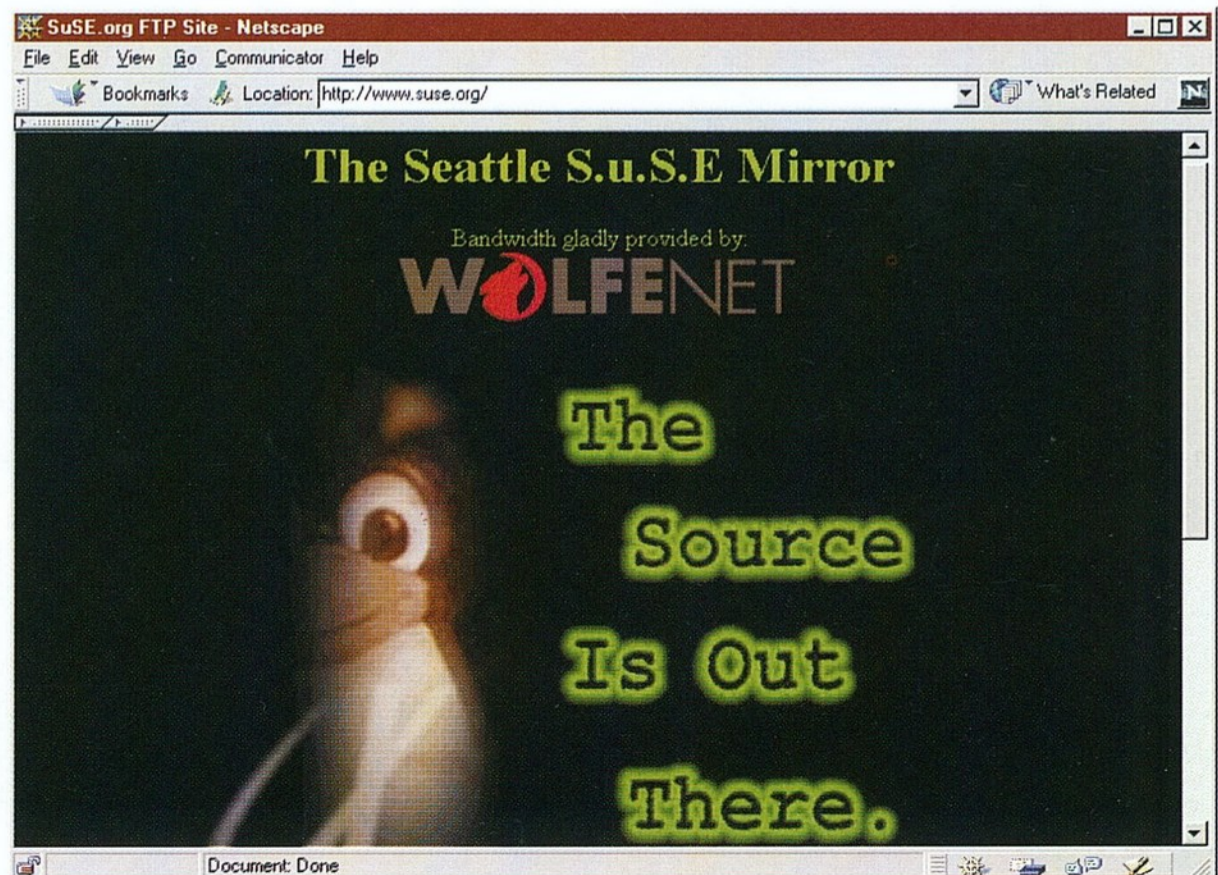 SuSE.org FTP Site - Netscape
File Edit View Go Communicator Help
Bookmarks Location: http://www.suse.org/ What's Related N
The Seattle S.u.S.E Mirror
Bandwidth gladly provided by:
WOLFENET
The
Source
Is Out
There.
Document: Done